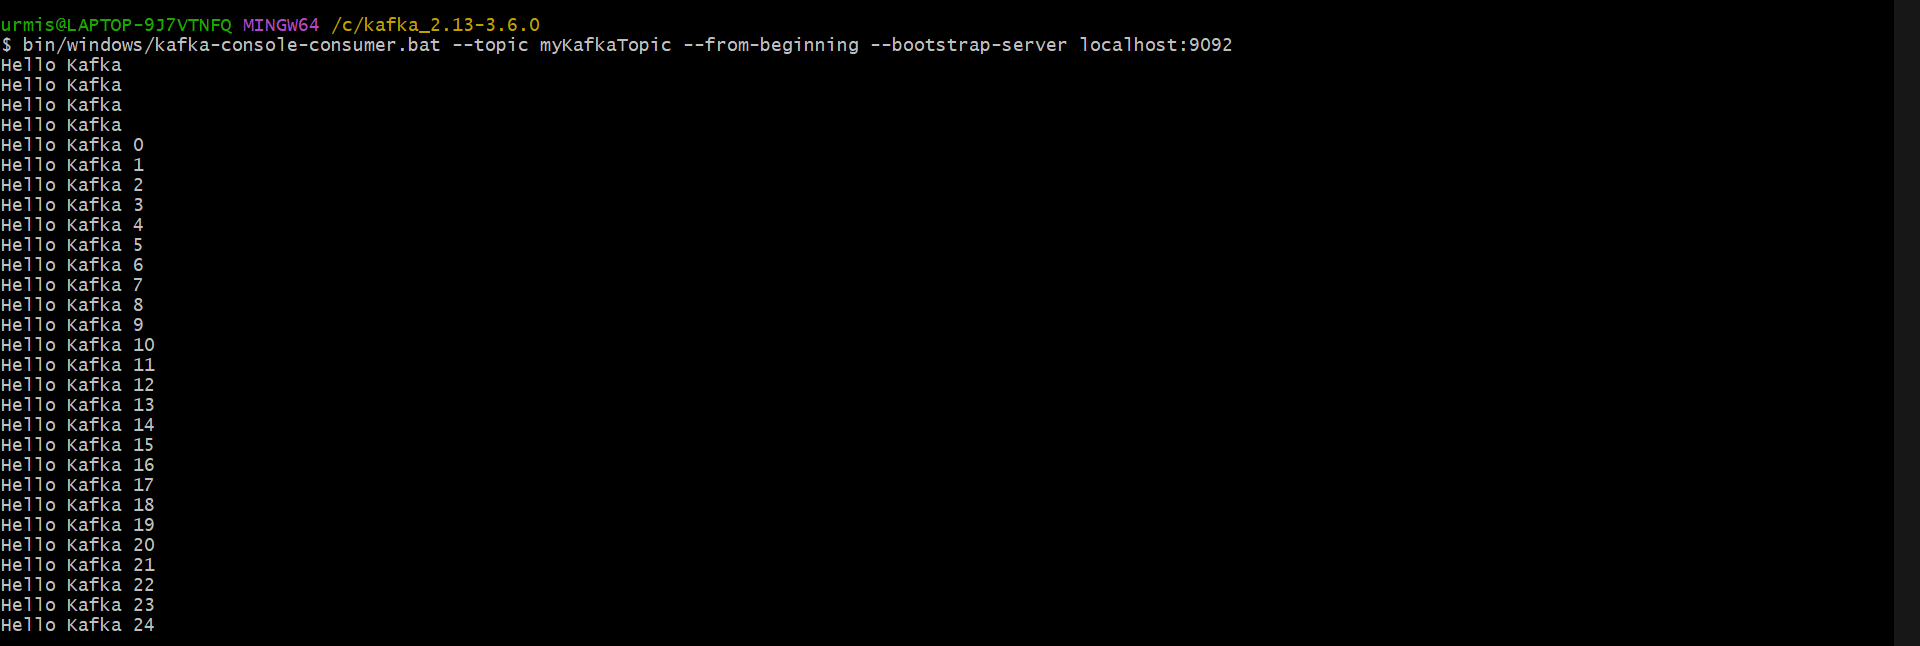 urmis@LAPTOP-9J7VTNFQ MINGW64 /c/kafka_2.13-3.6.0
$ bin/windows/kafka-console-consumer.bat --topic myKafkaTopic --from-beginning --bootstrap-server localhost:9092
Hello Kafka
Hello Kafka
Hello Kafka
Hello Kafka
Hello Kafka 0
Hello Kafka 1
Hello Kafka 2
Hello Kafka 3
Hello Kafka 4
Hello Kafka 5
Hello Kafka 6
Hello Kafka 7
Hello Kafka 8
Hello Kafka 9
Hello Kafka 10
Hello Kafka 11
Hello Kafka 12
Hello Kafka 13
Hello Kafka 14
Hello Kafka 15
Hello Kafka 16
Hello Kafka 17
Hello Kafka 18
Hello Kafka 19
Hello Kafka 20
Hello Kafka 21
Hello Kafka 22
Hello Kafka 23
Hello Kafka 24